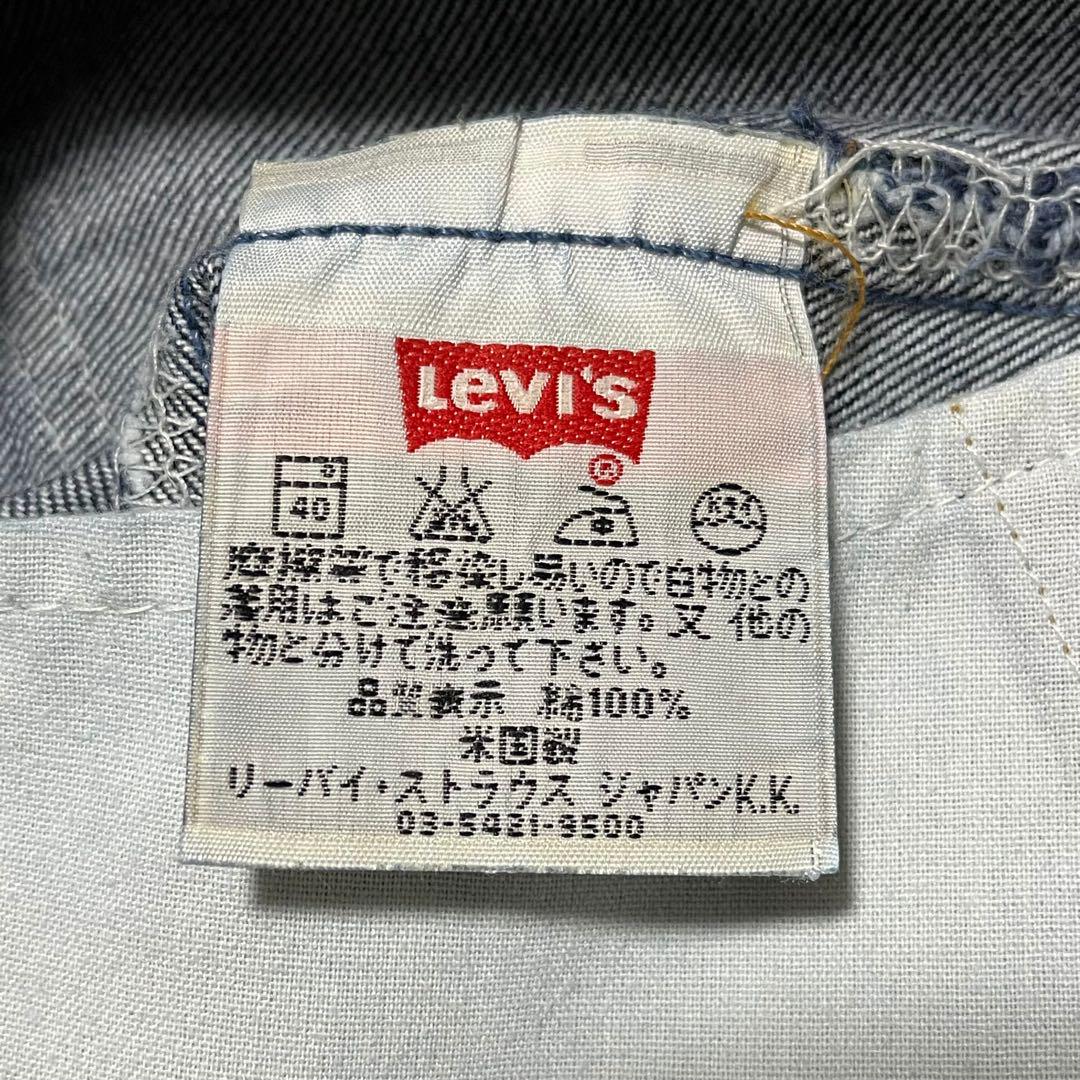 Levi's
®
40
摩擦等で移染し易いので白物との
着用はご注意願います。又 他の
物と分けて洗って下さい。
品質表示 綿100%
米国製
リーバイ・ストラウス ジャパンK.K.
03-5421-9500